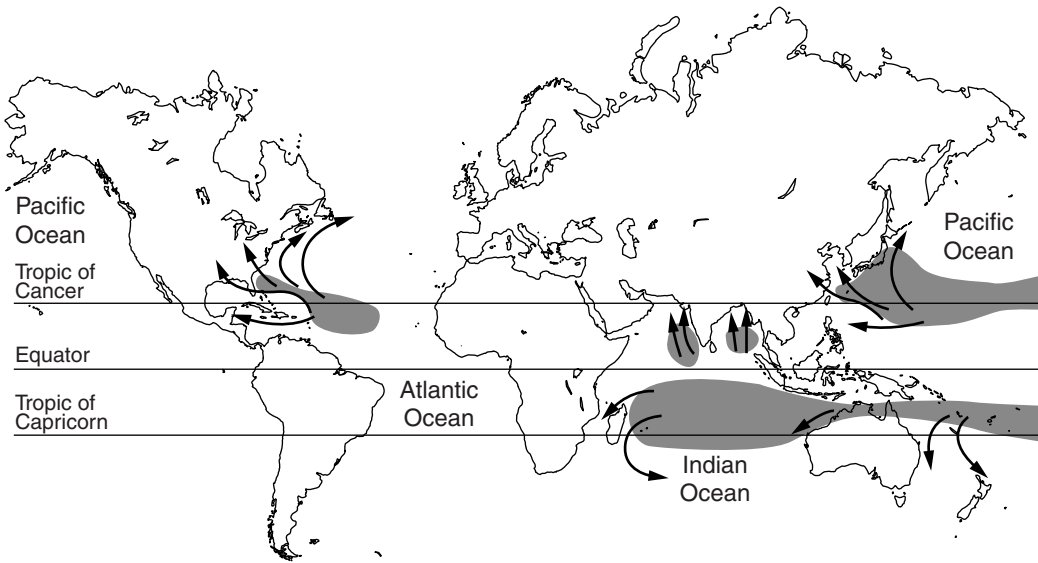 Pacific
Ocean
Pacific
Ocean
Tropic of
Cancer
Equator
Tropic of
Capricorn
Atlantic
Ocean
Indian
Ocean